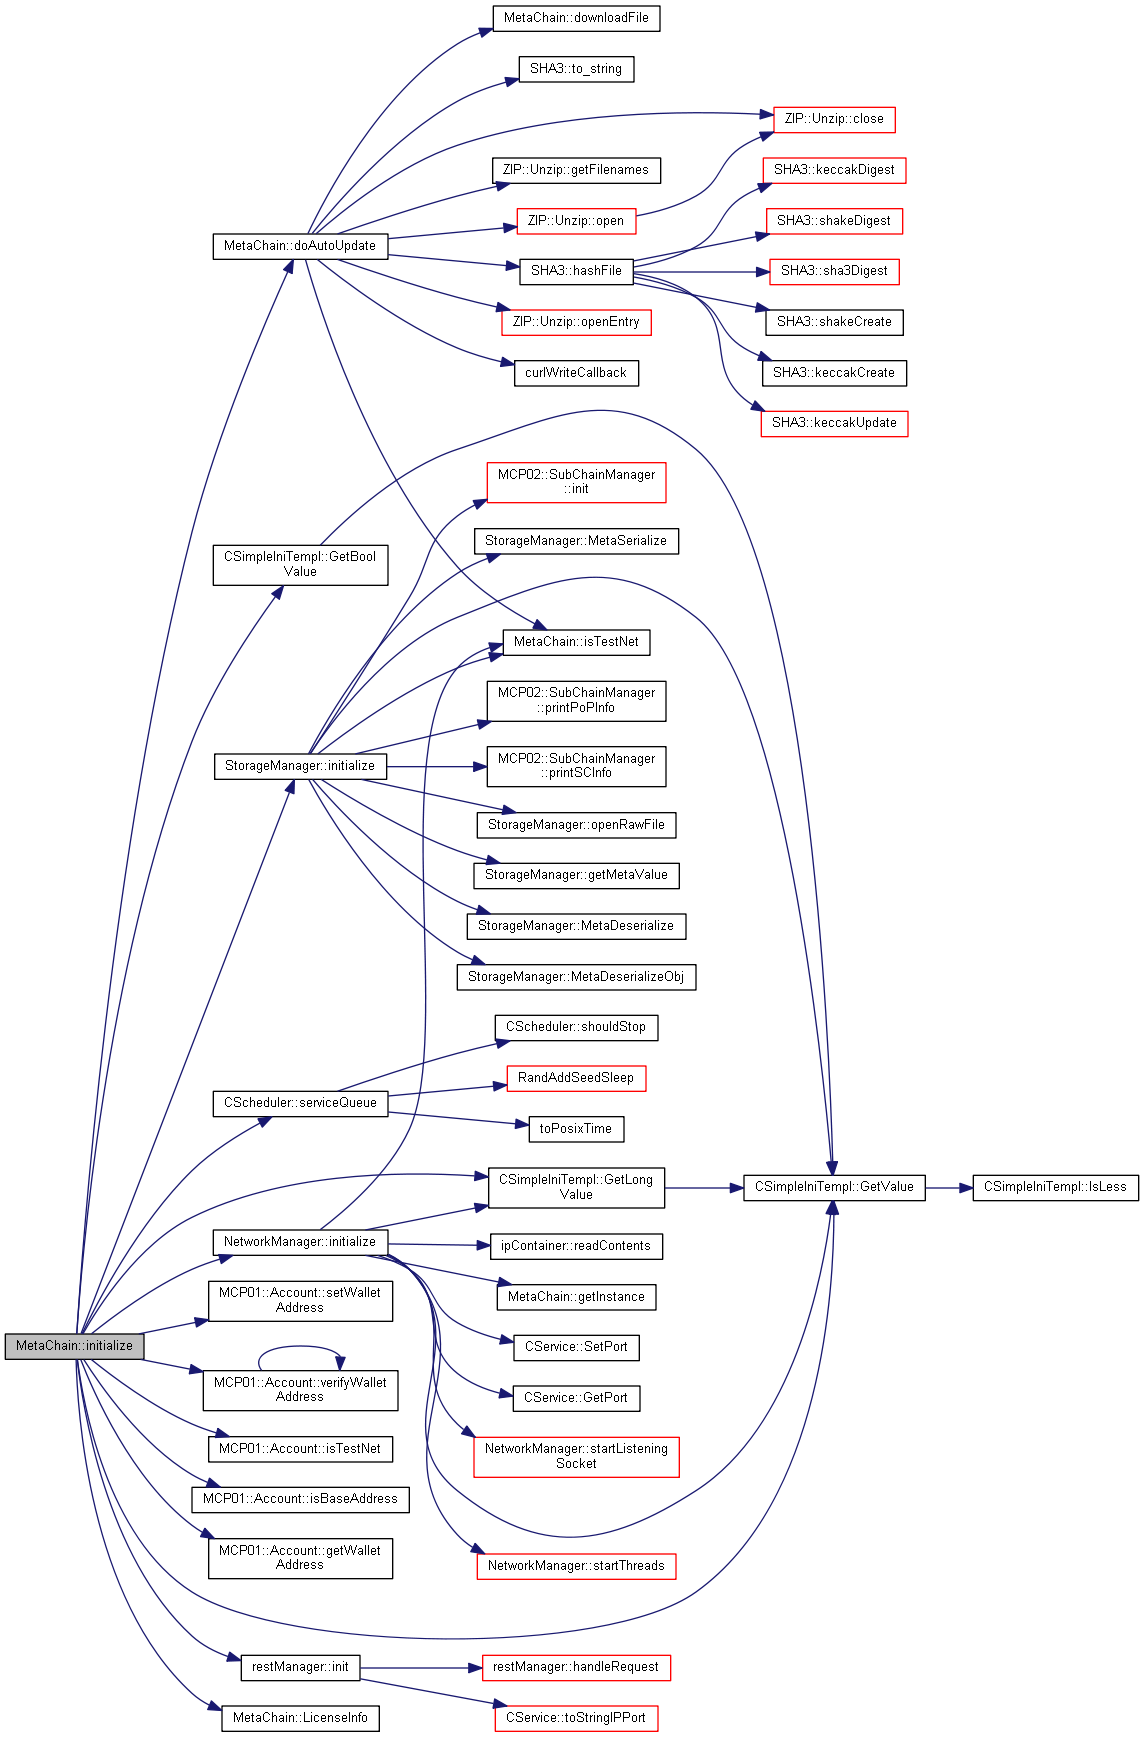 MetaChain::downloadFile
SHA3::to_string
ZIP::Unzip::close
ZIP::Unzip::getFilenames
SHA3::keccakDigest
ZIP::Unzip::open
SHA3::shakeDigest
MetaChain::doAutoUpdate
SHA3::hashFile
SHA3::sha3Digest
ZIP::Unzip::openEntry
SHA3::shakeCreate
curlWriteCallback
SHA3::keccakCreate
SHA3::keccakUpdate
MCP02::SubChainManager
::init
StorageManager::MetaSerialize
CSimpleIniTempl::GetBool
Value
MetaChain::isTestNet
MCP02::SubChainManager
::printPoPInfo
StorageManager::initialize
MCP02::SubChainManager
::printSCInfo
StorageManager::openRawFile
StorageManager::getMetaValue
StorageManager::MetaDeserialize
StorageManager::MetaDeserializeObj
CScheduler::shouldStop
RandAddSeedSleep
CScheduler::serviceQueue
toPosixTime
CSimpleIniTempl::GetLong
Value
CSimpleIniTempl::GetValue
CSimpleIniTempl::IsLess
NetworkManager::initialize
ipContainer::readContents
MetaChain::getInstance
MCP01::Account::setWallet
Address
MetaChain::initialize
CService::SetPort
MCP01::Account::verifyWallet
Address
CService::GetPort
MCP01::Account::isTestNet
NetworkManager::startListening
Socket
MCP01::Account::isBaseAddress
MCP01::Account::getWallet
Address
NetworkManager::startThreads
restManager::init
restManager::handleRequest
MetaChain::LicenseInfo
CService::toStringIPPort